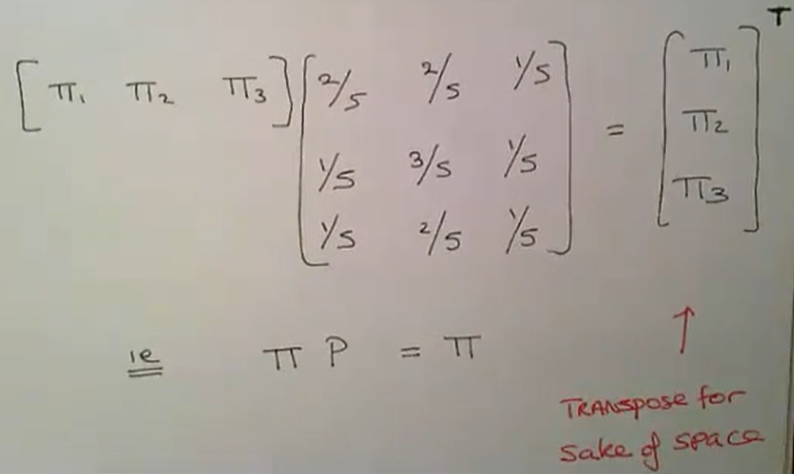 [ π₁ π₂ π₃ ] [ 2/5 2/5 1/5 ] = [ π₁ ] T
1/5 3/5 1/5 π₂
1/5 2/5 1/5 π₃
ie π P = π
↑
TRANSPOSE for
sake of space